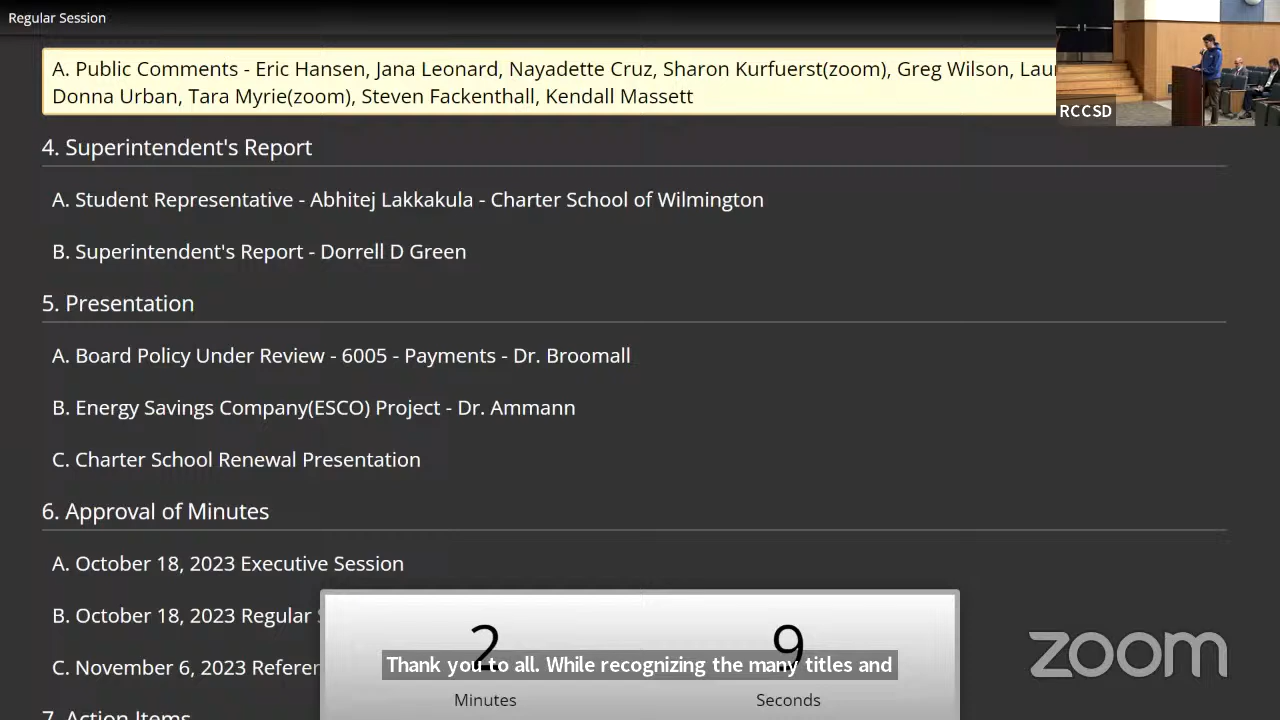 Regular Session
A. Public Comments - Eric Hansen, Jana Leonard, Nayadette Cruz, Sharon Kurfuerst(zoom), Greg Wilson,
Donna Urban, Tara Myrie(zoom), Steven Fackenthall, Kendall Massett
RCCSD
4. Superintendent's Report
A. Student Representative - Abhitej Lakkakula - Charter School of Wilmington
B. Superintendent's Report - Dorrell D Green
5. Presentation
A. Board Policy Under Review - 6005 - Payments - Dr. Broomall
B. Energy Savings Company(ESCO) Project - Dr. Ammann
C. Charter School Renewal Presentation
6. Approval of Minutes
A. October 18, 2023 Executive Session
B. October 18, 2023 Regular
C. November 6, 2023
7. Action Items
2 9
Thank you to all. While recognizing the many titles and
Minutes Seconds
zoom